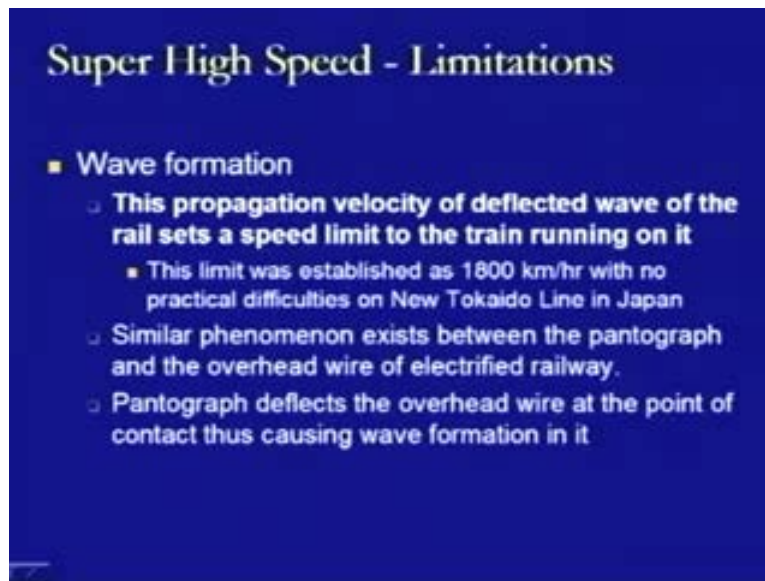 Super High Speed - Limitations
Wave formation
This propagation velocity of deflected wave of the
rail sets a speed limit to the train running on it
This limit was established as 1800 km/hr with no
practical difficulties on New Tokaido Line in Japan
Similar phenomenon exists between the pantograph
and the overhead wire of electrified railway.
Pantograph deflects the overhead wire at the point of
contact thus causing wave formation in it